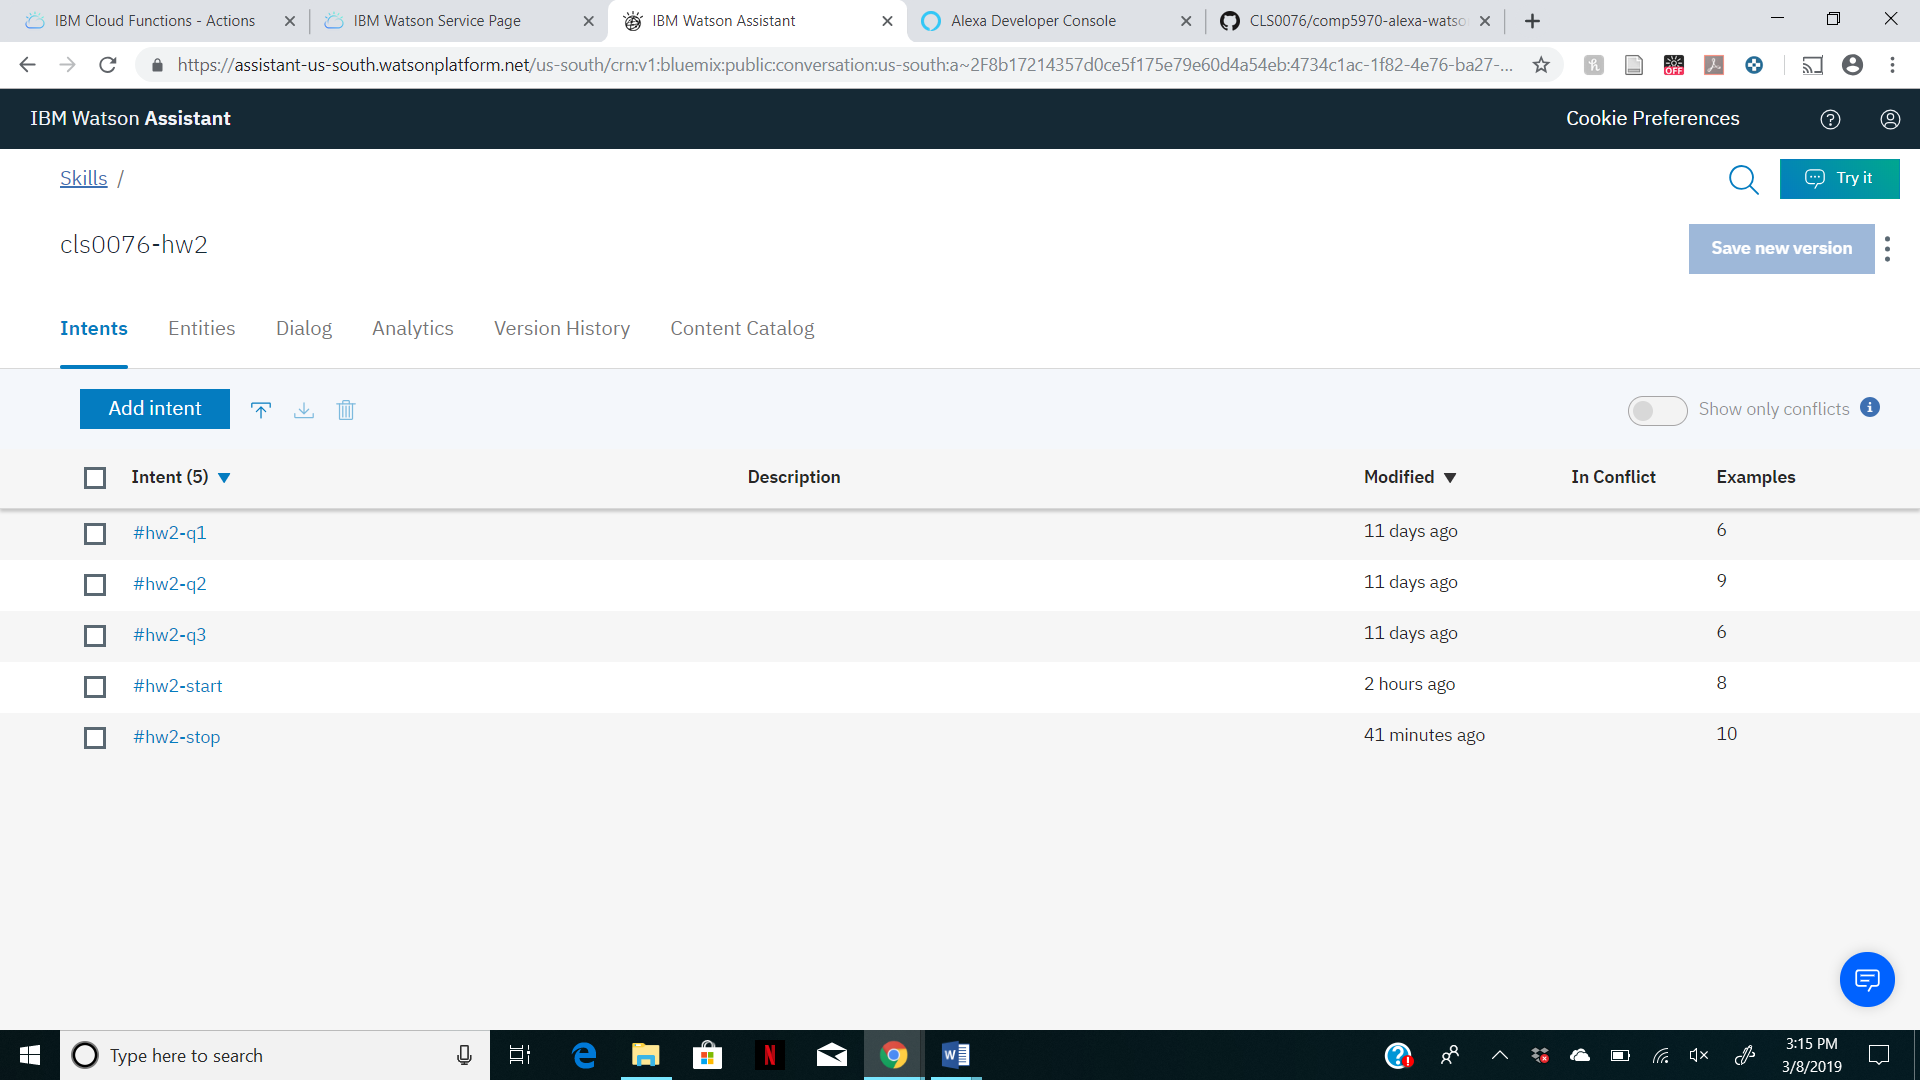 IBM Cloud Functions - Actions
IBM Watson Service Page
IBM Watson Assistant
Alexa Developer Console
CLS0076/comp5970-alexa-watso
https://assistant-us-south.watsonplatform.net/us-south/crn:v1:bluemix:public:conversation:us-south:a~2F8b17214357d0ce5f175e79e60d4a54eb:4734c1ac-1f82-4e76-ba27-...
OFF
IBM Watson Assistant
Cookie Preferences
Skills /
Try it
cls0076-hw2
Save new version
Intents
Entities
Dialog
Analytics
Version History
Content Catalog
Add intent
Show only conflicts
Intent (5)
Description
Modified
In Conflict
Examples
#hw2-q1
11 days ago
6
#hw2-q2
11 days ago
9
#hw2-q3
11 days ago
6
#hw2-start
2 hours ago
8
#hw2-stop
41 minutes ago
10
Type here to search
3:15 PM
3/8/2019